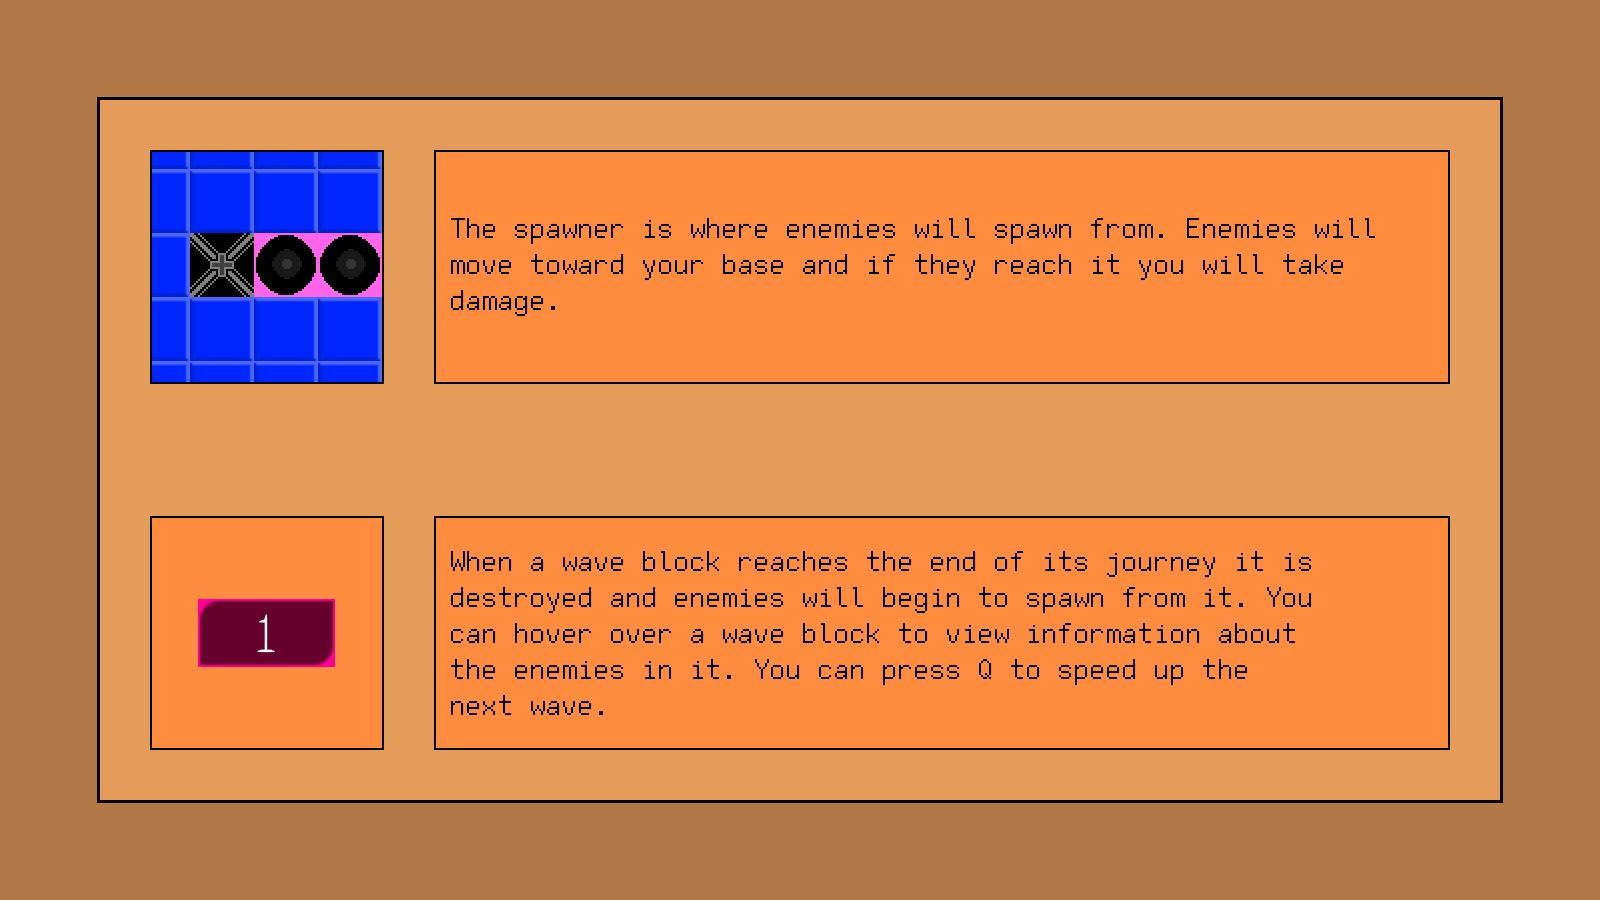 The spawner is where enemies will spawn from. Enemies will
move toward your base and if they reach it you will take
damage.
1
When a wave block reaches the end of its journey it is
destroyed and enemies will begin to spawn from it. You
can hover over a wave block to view information about
the enemies in it. You can press Q to speed up the
next wave.